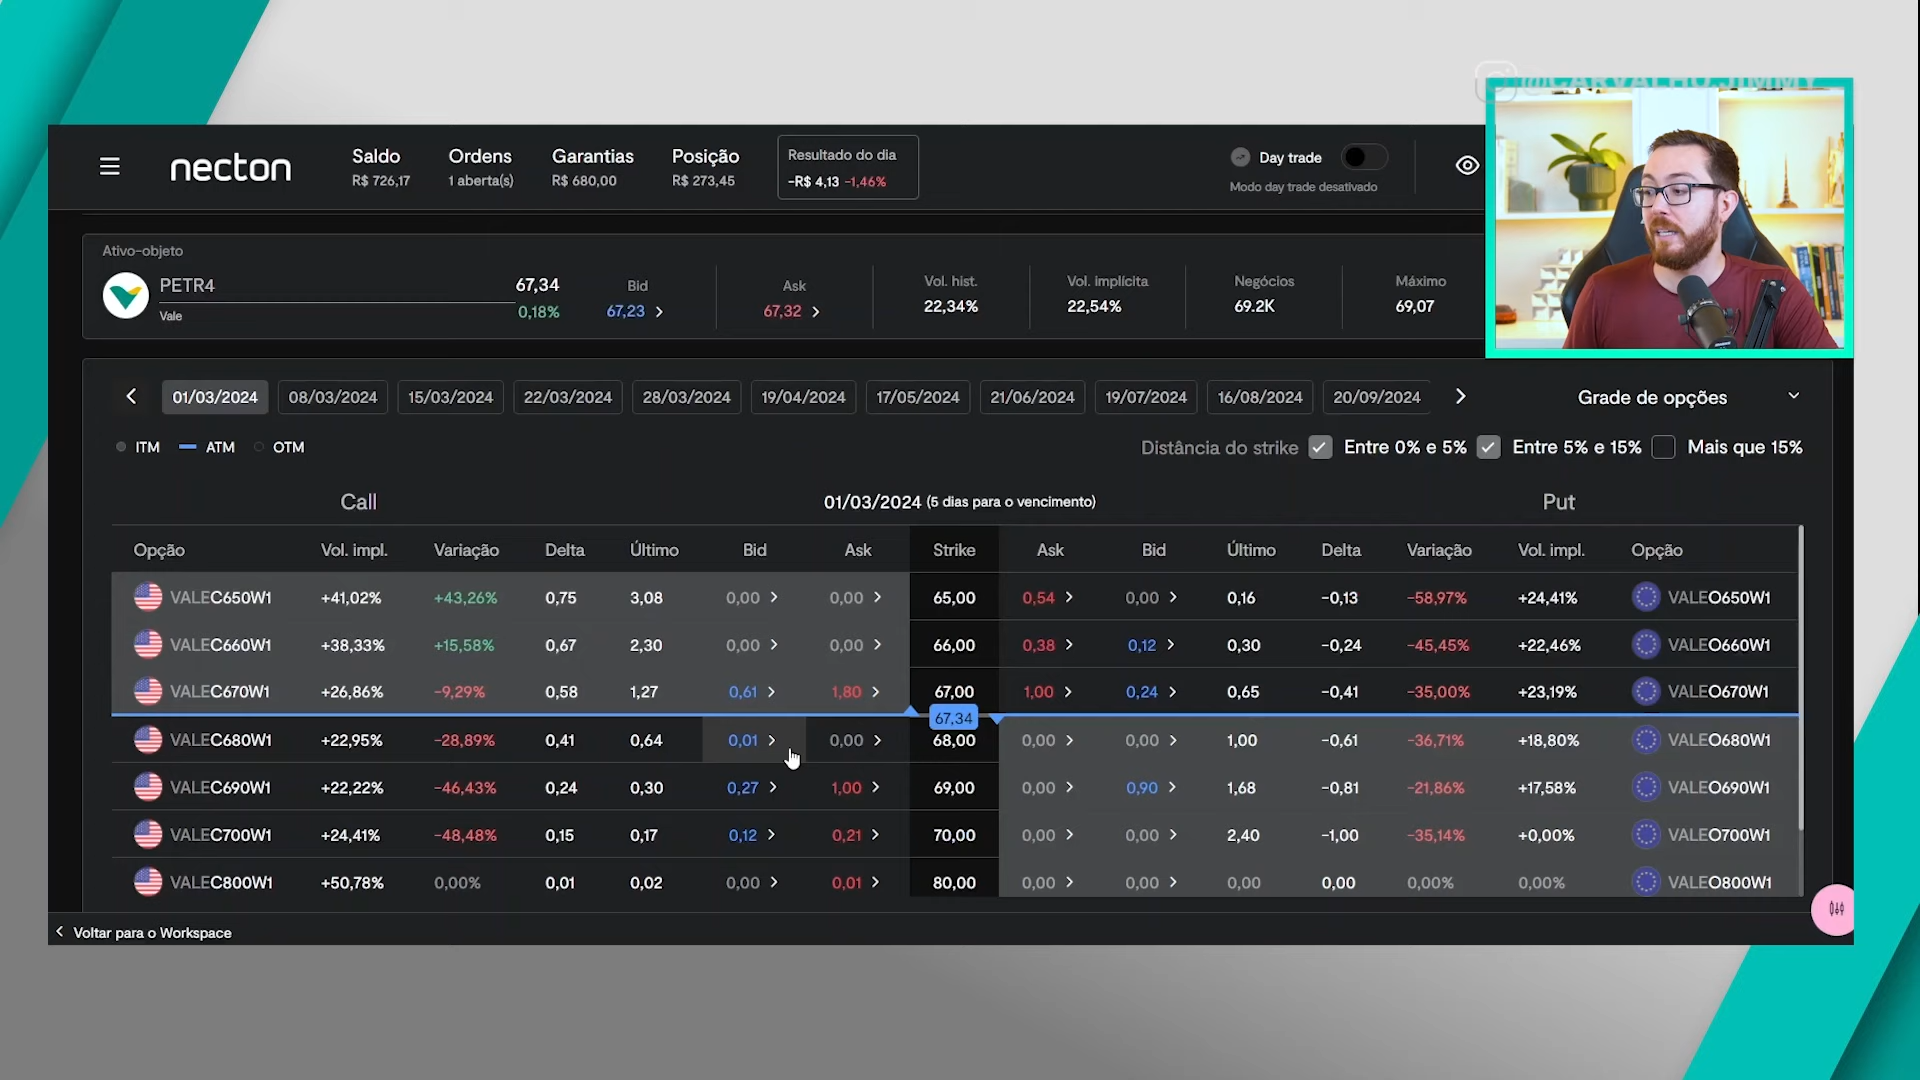 @CARVALHO.JIMMY
necton
Saldo
R$ 726,17
Ordens
1 aberta(s)
Garantias
R$ 680,00
Posição
R$ 273,45
Resultado do dia
-R$ 4,13 -1,46%
Day trade
Modo day trade desativado
Ativo-objeto
PETR4
Vale
67,34
0,18%
Bid
67,23
Ask
67,32
Vol. hist.
22,34%
Vol. implícita
22,54%
Negócios
69.2K
Máximo
69,07
01/03/2024 08/03/2024 15/03/2024 22/03/2024 28/03/2024 19/04/2024 17/05/2024 21/06/2024 19/07/2024 16/08/2024 20/09/2024
Grade de opções
ITM ATM OTM
Distância do strike Entre 0% e 5% Entre 5% e 15% Mais que 15%
Call 01/03/2024 (5 dias para o vencimento) Put
Opção Vol. impl. Variação Delta Último Bid Ask Strike Ask Bid Último Delta Variação Vol. impl. Opção
VALEC650W1 +41,02% +43,26% 0,75 3,08 0,00 0,00 65,00 0,54 0,00 0,16 -0,13 -58,97% +24,41% VALEO650W1
VALEC660W1 +38,33% +15,58% 0,67 2,30 0,00 0,00 66,00 0,38 0,12 0,30 -0,24 -45,45% +22,46% VALEO660W1
VALEC670W1 +26,86% -9,29% 0,58 1,27 0,61 1,80 67,00 1,00 0,24 0,65 -0,41 -35,00% +23,19% VALEO670W1
67,34
VALEC680W1 +22,95% -28,89% 0,41 0,64 0,01 0,00 68,00 0,00 0,00 1,00 -0,61 -36,71% +18,80% VALEO680W1
VALEC690W1 +22,22% -46,43% 0,24 0,30 0,27 1,00 69,00 0,00 0,90 1,68 -0,81 -21,86% +17,58% VALEO690W1
VALEC700W1 +24,41% -48,48% 0,15 0,17 0,12 0,21 70,00 0,00 0,00 2,40 -1,00 -35,14% +0,00% VALEO700W1
VALEC800W1 +50,78% 0,00% 0,01 0,02 0,00 0,01 80,00 0,00 0,00 0,00 0,00 0,00% 0,00% VALEO800W1
Voltar para o Workspace